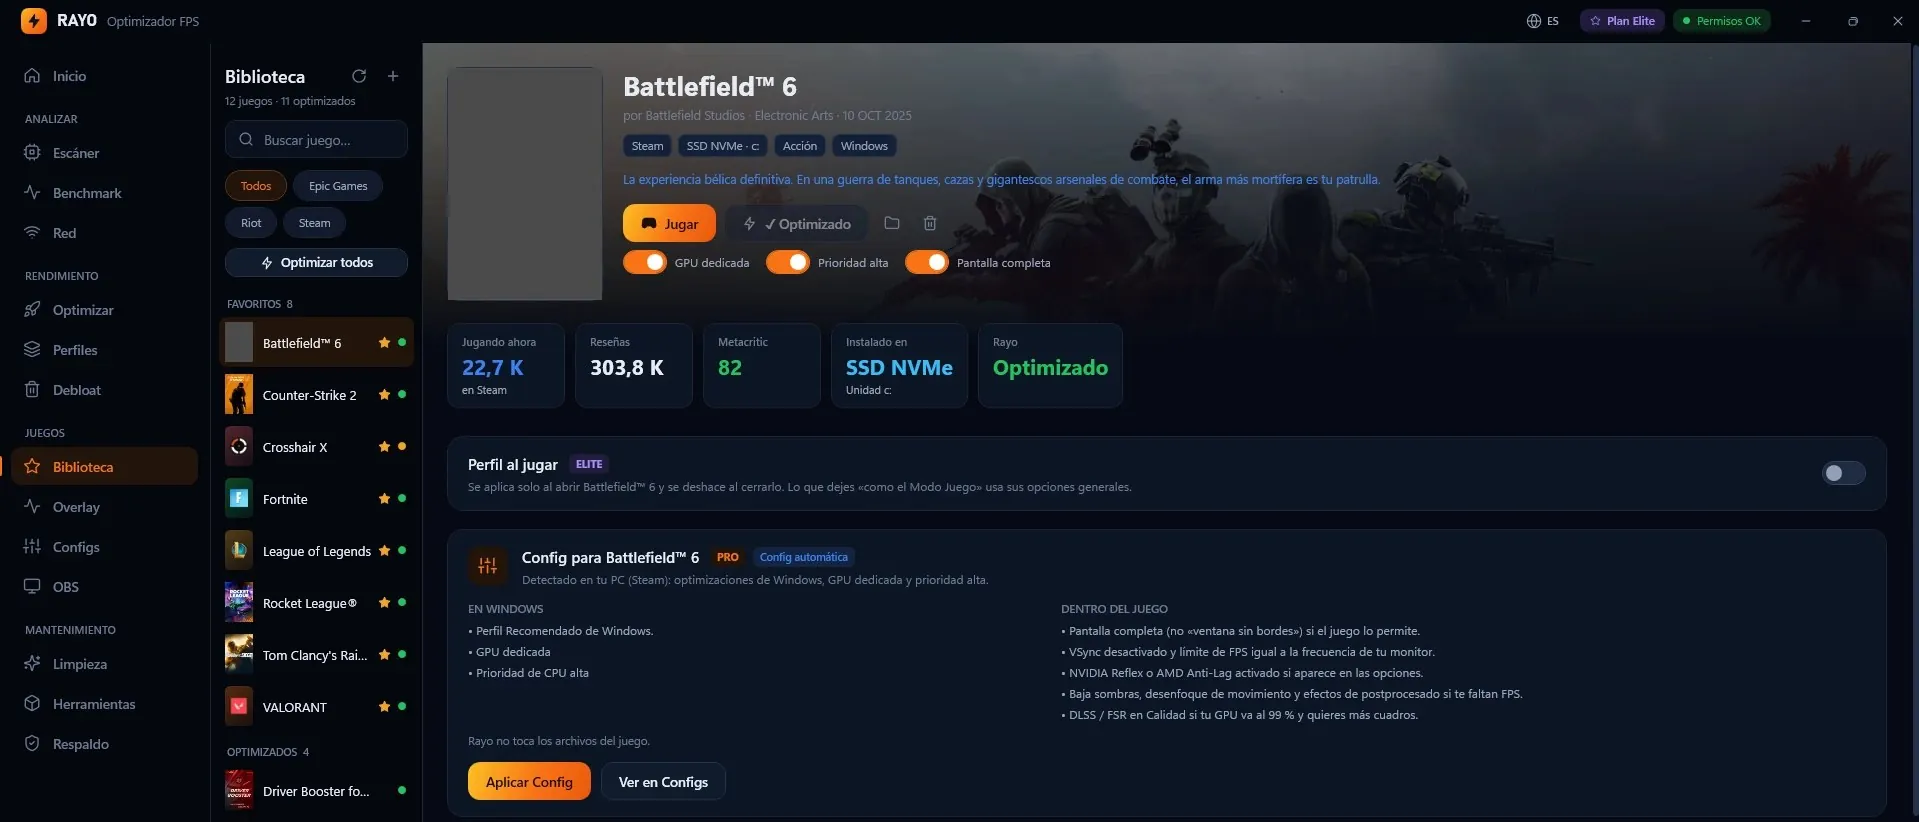 RAYO Optimizador FPS
ES
Plan Elite
Permisos OK
Inicio
ANALIZAR
Escáner
Benchmark
Red
RENDIMIENTO
Optimizar
Perfiles
Debloat
JUEGOS
Biblioteca
Overlay
Configs
OBS
MANTENIMIENTO
Limpieza
Herramientas
Respaldo
Biblioteca
12 juegos · 11 optimizados
Buscar juego...
Todos
Epic Games
Riot
Steam
Optimizar todos
FAVORITOS 8
Battlefield™ 6
Counter-Strike 2
Crosshair X
Fortnite
League of Legends
Rocket League®
Tom Clancy's Rai...
VALORANT
OPTIMIZADOS 4
Driver Booster fo...
Battlefield™ 6
por Battlefield Studios · Electronic Arts · 10 OCT 2025
Steam
SSD NVMe · c:
Acción
Windows
La experiencia bélica definitiva. En una guerra de tanques, cazas y gigantescos arsenales de combate, el arma más mortífera es tu patrulla.
Jugar
✓ Optimizado
GPU dedicada
Prioridad alta
Pantalla completa
Jugando ahora
22,7 K
en Steam
Reseñas
303,8 K
Metacritic
82
Instalado en
SSD NVMe
Unidad c:
Rayo
Optimizado
Perfil al jugar ELITE
Se aplica solo al abrir Battlefield™ 6 y se deshace al cerrarlo. Lo que dejes «como el Modo Juego» usa sus opciones generales.
Config para Battlefield™ 6 PRO Config automática
Detectado en tu PC (Steam): optimizaciones de Windows, GPU dedicada y prioridad alta.
EN WINDOWS
• Perfil Recomendado de Windows.
• GPU dedicada
• Prioridad de CPU alta
DENTRO DEL JUEGO
• Pantalla completa (no «ventana sin bordes») si el juego lo permite.
• VSync desactivado y límite de FPS igual a la frecuencia de tu monitor.
• NVIDIA Reflex o AMD Anti-Lag activado si aparece en las opciones.
• Baja sombras, desenfoque de movimiento y efectos de postprocesado si te faltan FPS.
• DLSS / FSR en Calidad si tu GPU va al 99 % y quieres más cuadros.
Rayo no toca los archivos del juego.
Aplicar Config
Ver en Configs